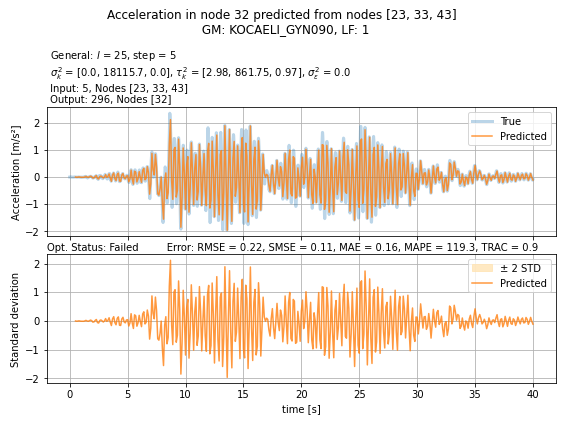 Acceleration in node 32 predicted from nodes [23, 33, 43]
GM: KOCAELI_GYN090, LF: 1
General: l = 25, step = 5
σ²ₖ = [0.0, 18115.7, 0.0], τ²ₖ = [2.98, 861.75, 0.97], σ²ε = 0.0
Input: 5, Nodes [23, 33, 43]
Output: 296, Nodes [32]
Acceleration [m/s²]
2
1
0
−1
−2
True
Predicted
Opt. Status: Failed Error: RMSE = 0.22, SMSE = 0.11, MAE = 0.16, MAPE = 119.3, TRAC = 0.9
Standard deviation
2
1
0
−1
−2
± 2 STD
Predicted
0 5 10 15 20 25 30 35 40
time [s]